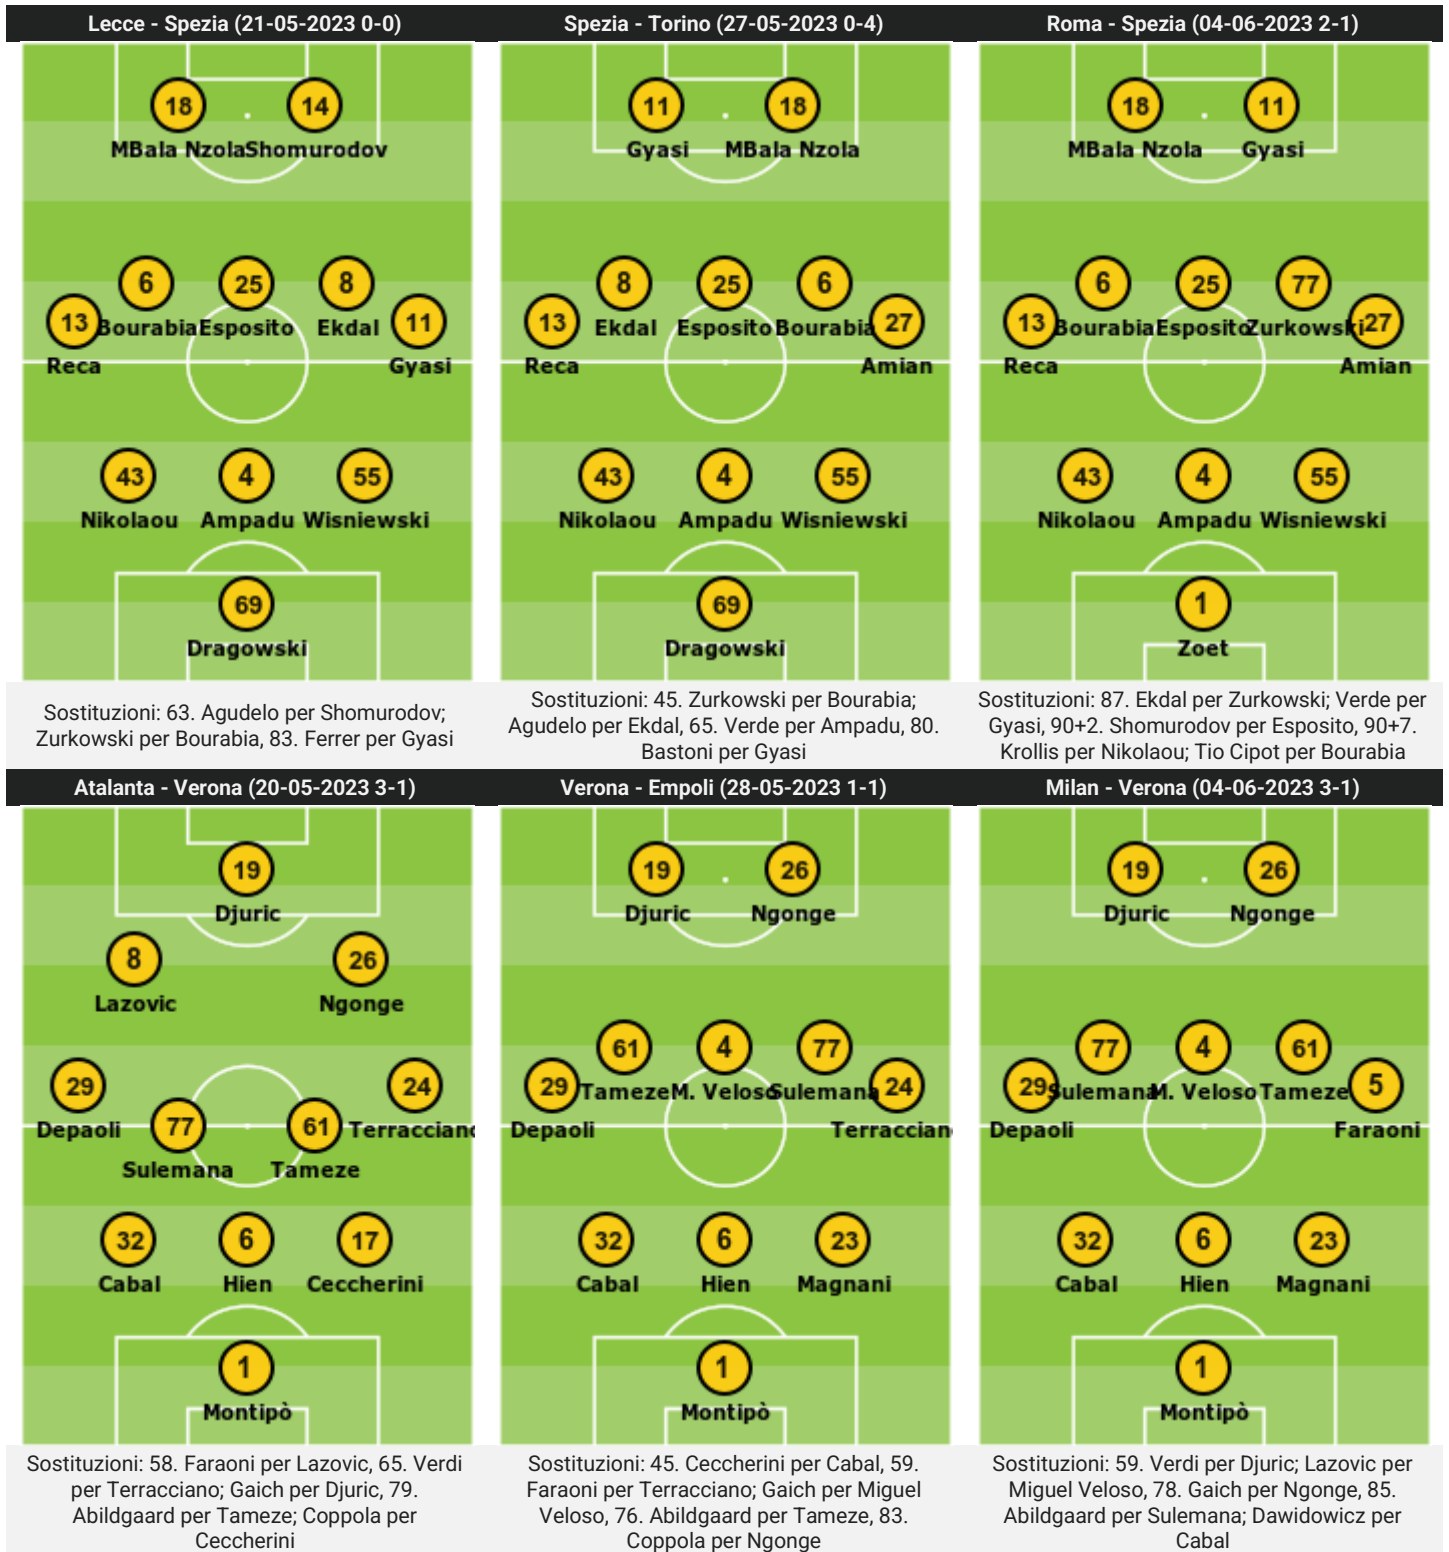 Lecce - Spezia (21-05-2023 0-0)
18 14
MBala Nzola Shomurodov
6 25 8
13 Bourabia Esposito Ekdal 11
Reca Gyasi
43 4 55
Nikolaou Ampadu Wisniewski
69
Dragowski
Sostituzioni: 63. Agudelo per Shomurodov;
Zurkowski per Bourabia, 83. Ferrer per Gyasi
Spezia - Torino (27-05-2023 0-4)
11 18
Gyasi MBala Nzola
8 25 6
13 Ekdal Esposito Bourabia 27
Reca Amian
43 4 55
Nikolaou Ampadu Wisniewski
69
Dragowski
Sostituzioni: 45. Zurkowski per Bourabia;
Agudelo per Ekdal, 65. Verde per Ampadu, 80.
Bastoni per Gyasi
Roma - Spezia (04-06-2023 2-1)
18 11
MBala Nzola Gyasi
6 25 77
13 Bourabia Esposito Zurkowski 27
Reca Amian
43 4 55
Nikolaou Ampadu Wisniewski
1
Zoet
Sostituzioni: 87. Ekdal per Zurkowski; Verde per
Gyasi, 90+2. Shomurodov per Esposito, 90+7.
Krollis per Nikolaou; Tio Cipot per Bourabia
Atalanta - Verona (20-05-2023 3-1)
19
Djuric
8 26
Lazovic Ngonge
29 24
Depaoli 77 61 Terracciano
Sulemana Tameze
32 6 17
Cabal Hien Ceccherini
1
Montipò
Sostituzioni: 58. Faraoni per Lazovic, 65. Verdi
per Terracciano; Gaich per Djuric, 79.
Abildgaard per Tameze; Coppola per
Ceccherini
Verona - Empoli (28-05-2023 1-1)
19 26
Djuric Ngonge
61 4 77
29 Tameze M. Veloso Sulemana 24
Depaoli Terracciano
32 6 23
Cabal Hien Magnani
1
Montipò
Sostituzioni: 45. Ceccherini per Cabal, 59.
Faraoni per Terracciano; Gaich per Miguel
Veloso, 76. Abildgaard per Tameze, 83.
Coppola per Ngonge
Milan - Verona (04-06-2023 3-1)
19 26
Djuric Ngonge
77 4 61
29 Sulemana M. Veloso Tameze 5
Depaoli Faraoni
32 6 23
Cabal Hien Magnani
1
Montipò
Sostituzioni: 59. Verdi per Djuric; Lazovic per
Miguel Veloso, 78. Gaich per Ngonge, 85.
Abildgaard per Sulemana; Dawidowicz per
Cabal